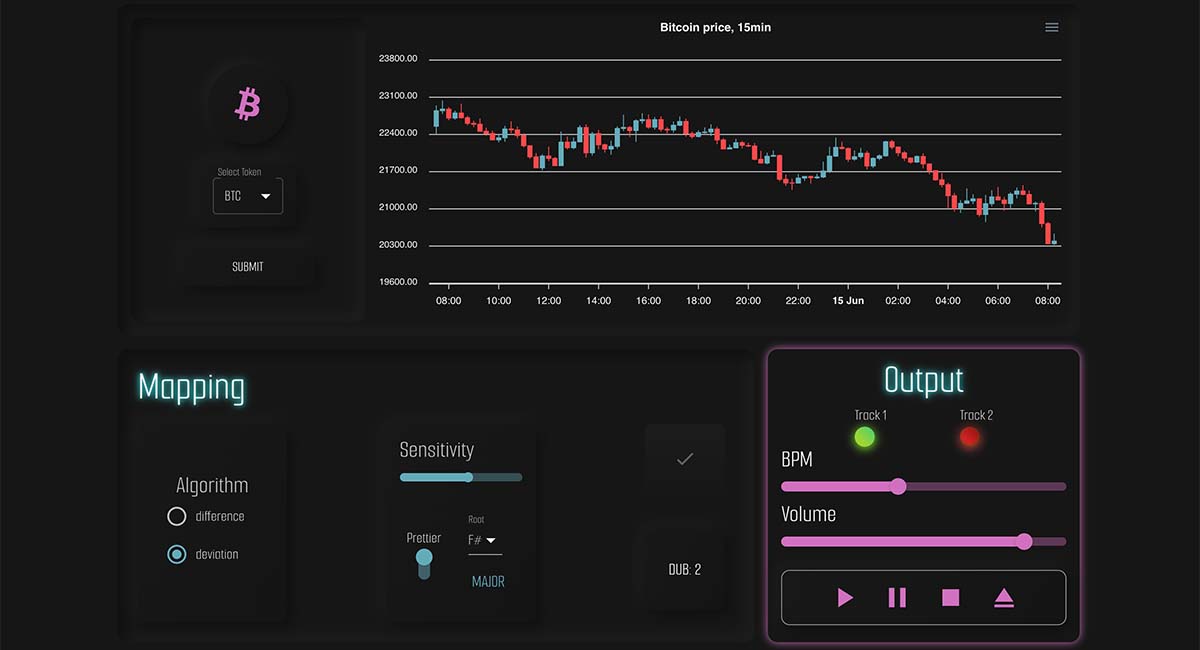 Bitcoin price, 15min
23800.00
23100.00
22400.00
21700.00
21000.00
20300.00
19600.00
08:00 10:00 12:00 14:00 16:00 18:00 20:00 22:00 15 Jun 02:00 04:00 06:00 08:00
Select Token
BTC
SUBMIT
Mapping
Algorithm
difference
deviation
Sensitivity
Prettier
Root
F#
MAJOR
DUB: 2
Output
Track 1 Track 2
BPM
Volume